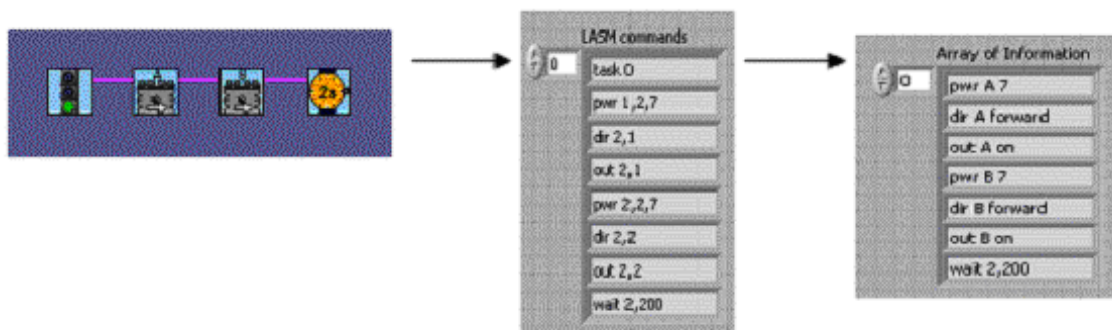 2s
LASM commands
0
task 0
pwr 1,2,7
dir 2,1
out 2,1
pwr 2,2,7
dir 2,2
out 2,2
wait 2,200
Array of Information
0
pwr A 7
dir A forward
out A on
pwr B 7
dir B forward
out B on
wait 2,200